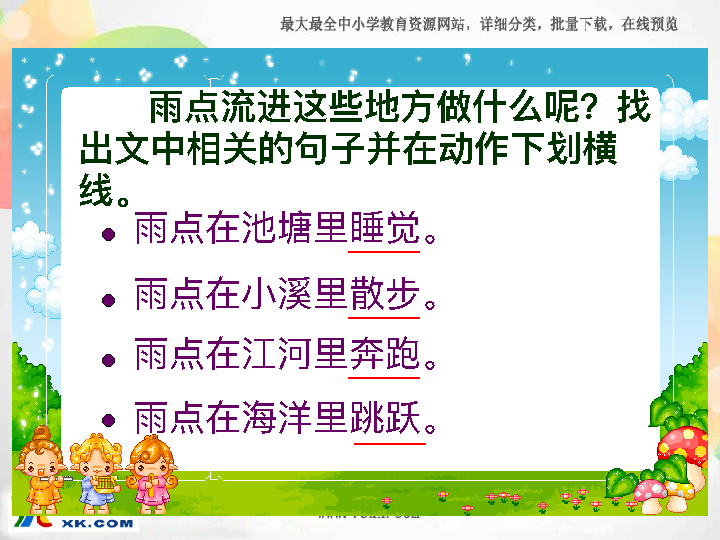 最大最全中小学教育资源网站，详细分类，批量下载，在线预览
雨点流进这些地方做什么呢？找
出文中相关的句子并在动作下划横
线。
雨点在池塘里睡觉。
雨点在小溪里散步。
雨点在江河里奔跑。
雨点在海洋里跳跃。
XK.COM